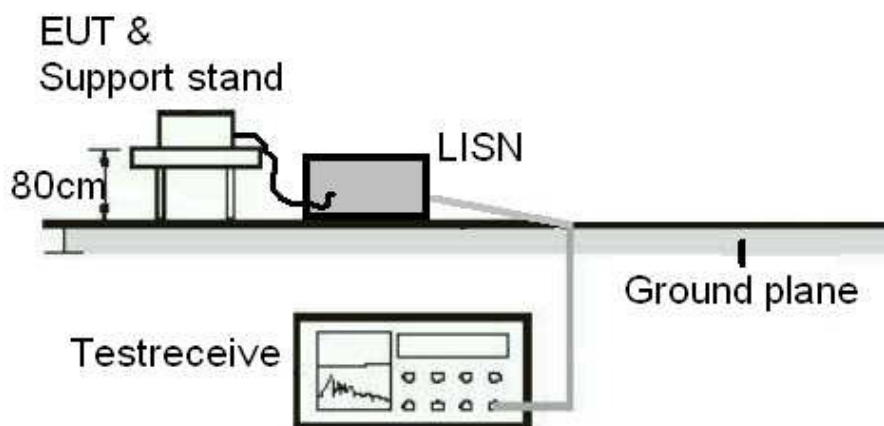 EUT &
Support stand
LISN
80cm
Ground plane
Testreceive